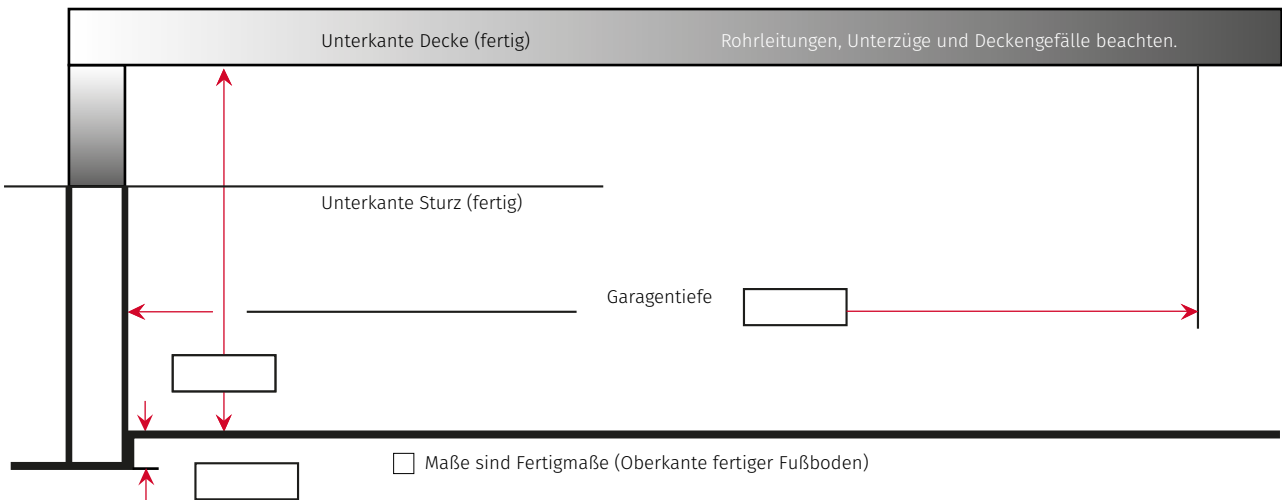 Unterkante Decke (fertig)
Rohrleitungen, Unterzüge und Deckengefälle beachten.
Unterkante Sturz (fertig)
Garagentiefe
Maße sind Fertigmaße (Oberkante fertiger Fußboden)